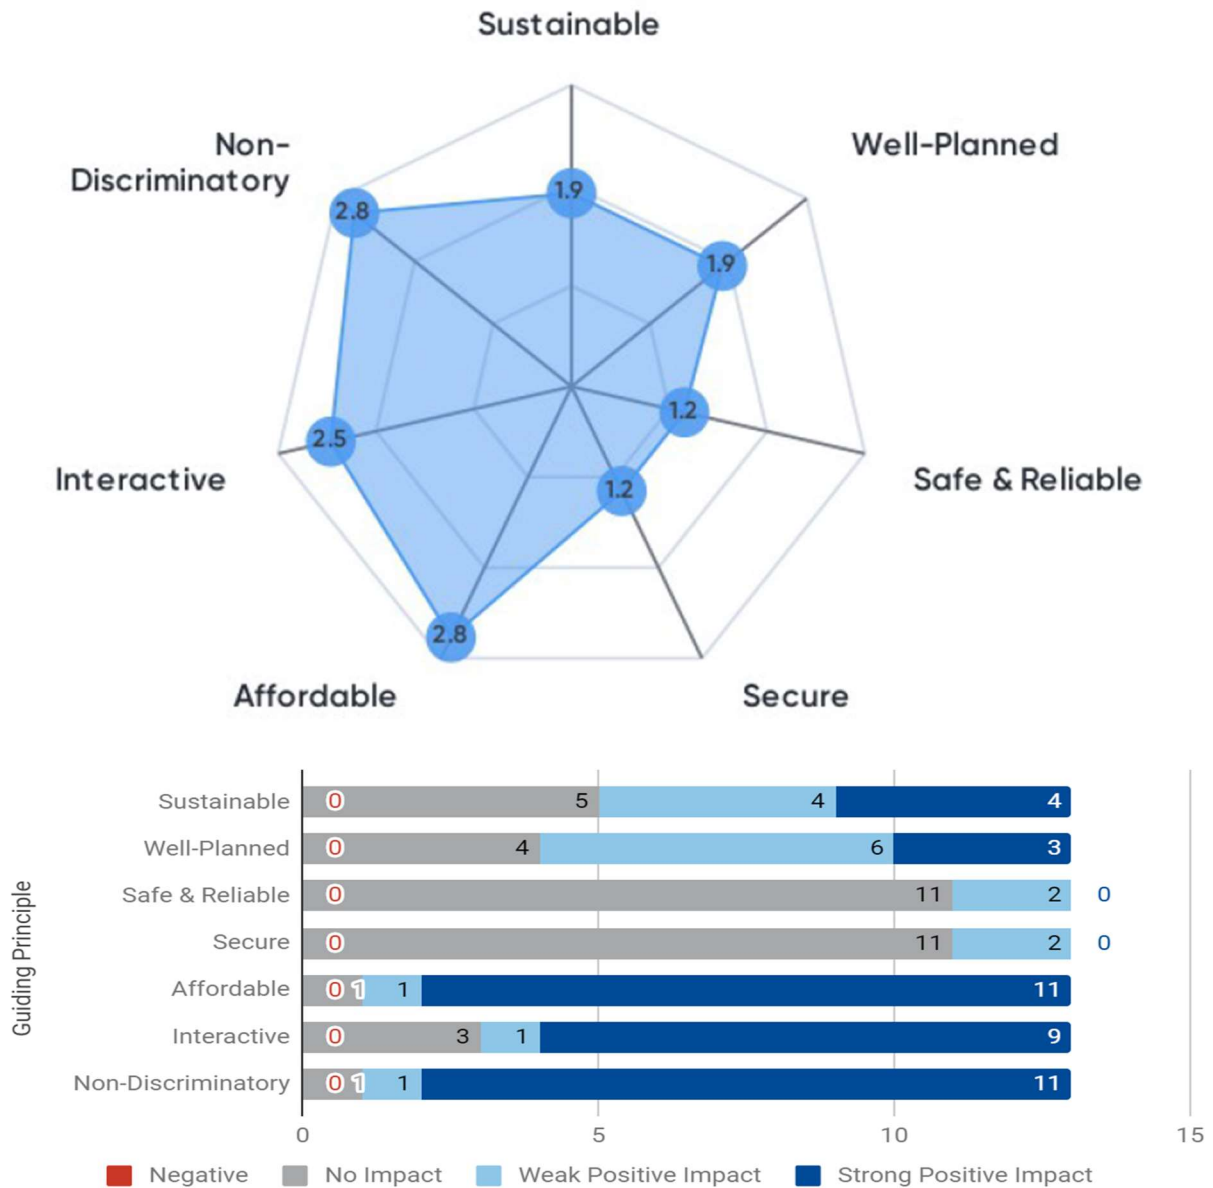 Sustainable
Non-
Discriminatory
Well-Planned
2.8
1.9
1.9
1.2
2.5
1.2
Interactive
Safe & Reliable
2.8
Affordable
Secure
Guiding Principle
Sustainable 0 5 4 4
Well-Planned 0 4 6 3
Safe & Reliable 0 11 2 0
Secure 0 11 2 0
Affordable 0 1 1 11
Interactive 0 3 1 9
Non-Discriminatory 0 1 1 11
0 5 10 15
Negative No Impact Weak Positive Impact Strong Positive Impact